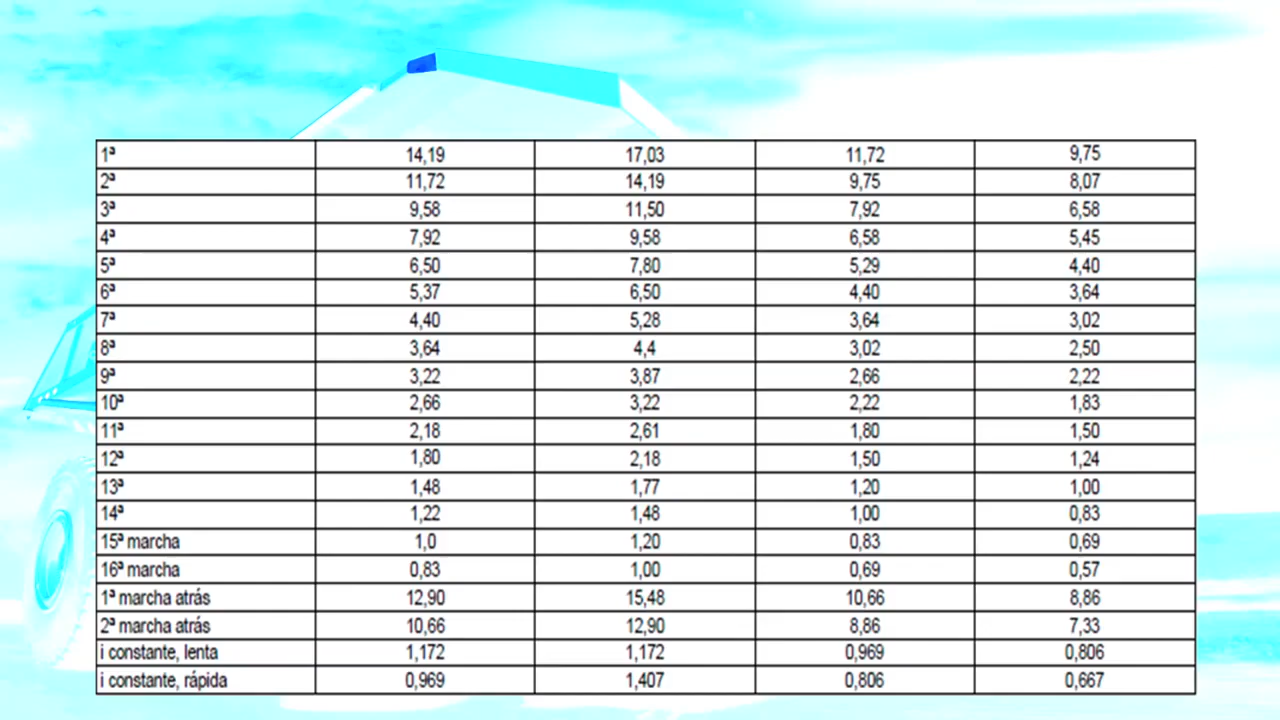 1ª 14,19 17,03 11,72 9,75
2ª 11,72 14,19 9,75 8,07
3ª 9,58 11,50 7,92 6,58
4ª 7,92 9,58 6,58 5,45
5ª 6,50 7,80 5,29 4,40
6ª 5,37 6,50 4,40 3,64
7ª 4,40 5,28 3,64 3,02
8ª 3,64 4,4 3,02 2,50
9ª 3,22 3,87 2,66 2,22
10ª 2,66 3,22 2,22 1,83
11ª 2,18 2,61 1,80 1,50
12ª 1,80 2,18 1,50 1,24
13ª 1,48 1,77 1,20 1,00
14ª 1,22 1,48 1,00 0,83
15ª marcha 1,0 1,20 0,83 0,69
16ª marcha 0,83 1,00 0,69 0,57
1ª marcha atrás 12,90 15,48 10,66 8,86
2ª marcha atrás 10,66 12,90 8,86 7,33
i constante, lenta 1,172 1,172 0,969 0,806
i constante, rápida 0,969 1,407 0,806 0,667